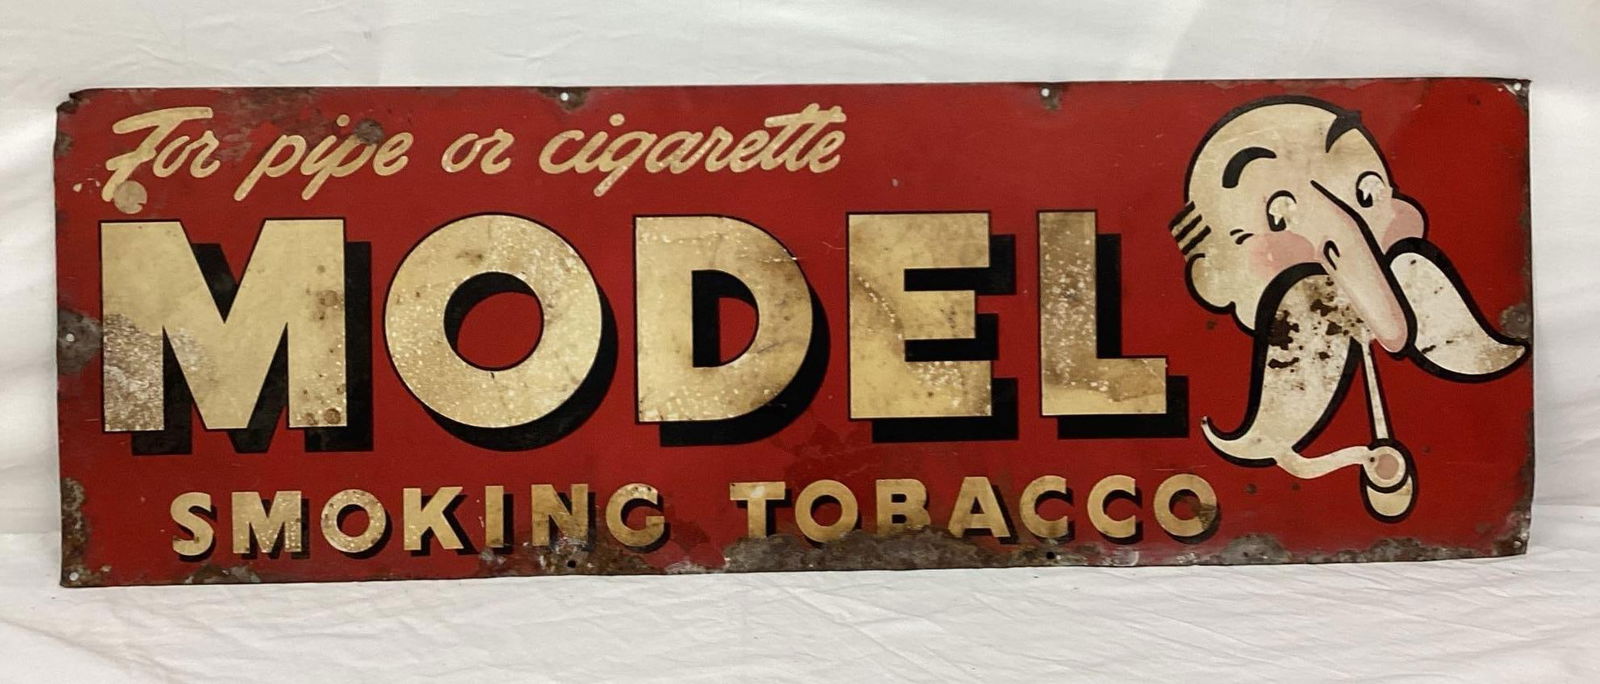 For pipe or cigarette
MODEL
SMOKING TOBACCO